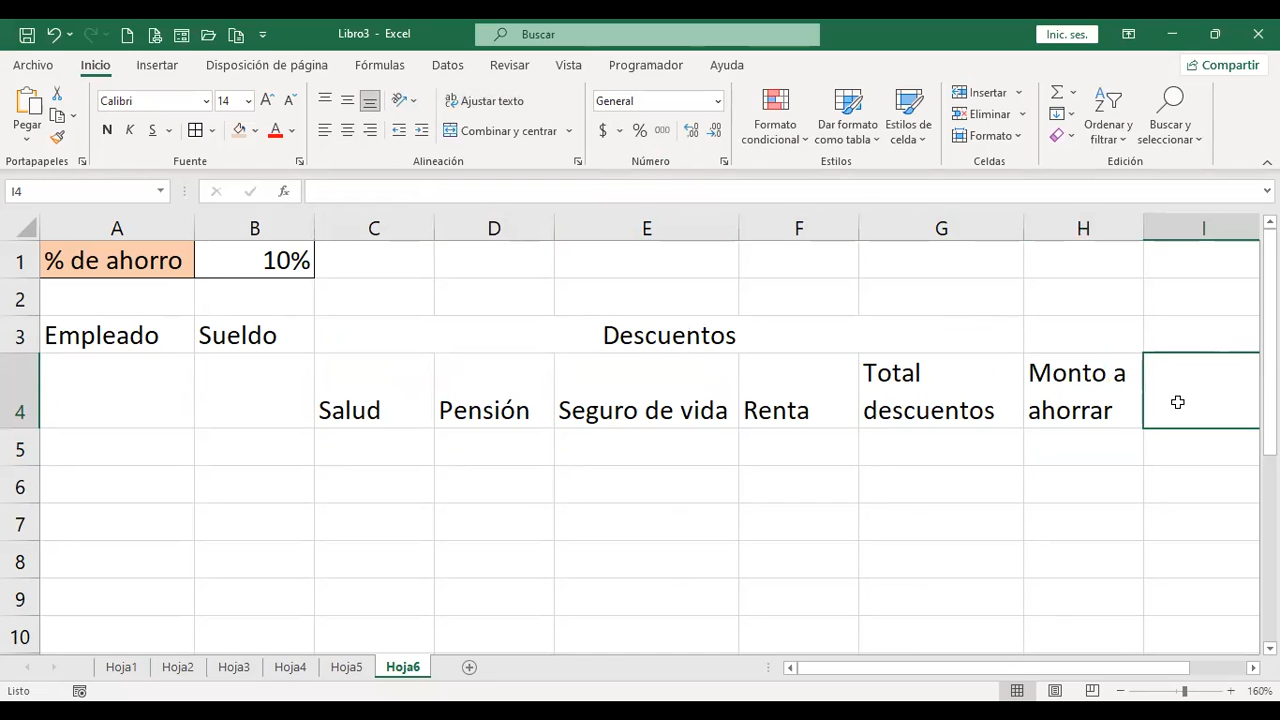 Libro3 - Excel
Buscar
Inic. ses.
Archivo Inicio Insertar Disposición de página Fórmulas Datos Revisar Vista Programador Ayuda
Compartir
Pegar
Calibri 14
N K S
Ajustar texto
Combinar y centrar
General
$ % 000
Formato condicional
Dar formato como tabla
Estilos de celda
Insertar
Eliminar
Formato
Ordenar y filtrar
Buscar y seleccionar
Portapapeles Fuente Alineación Número Estilos Celdas Edición
I4
fx
A B C D E F G H I
1 % de ahorro 10%
2
3 Empleado Sueldo Descuentos
4 Salud Pensión Seguro de vida Renta Total descuentos Monto a ahorrar
5
6
7
8
9
10
Hoja1 Hoja2 Hoja3 Hoja4 Hoja5 Hoja6
Listo
160%